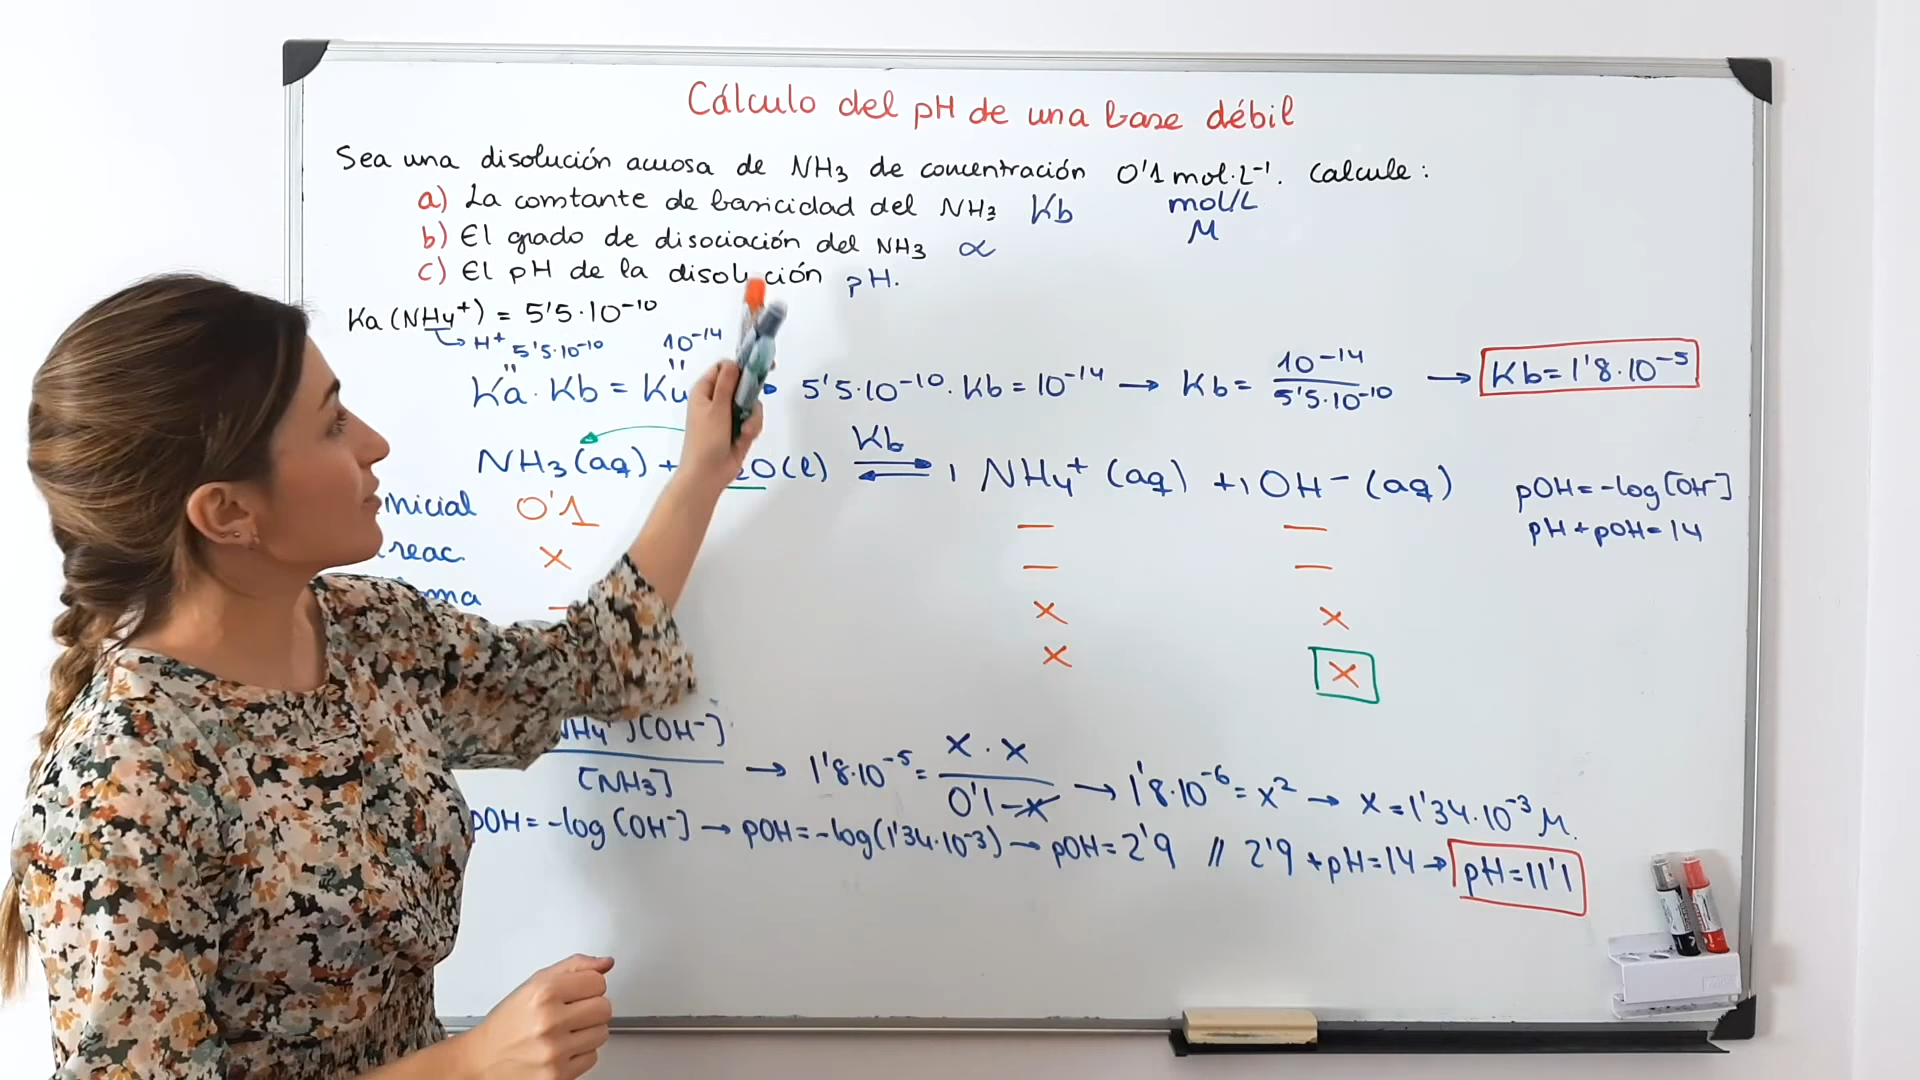 Cálculo del pH de una base débil
Sea una disolución acuosa de NH3 de concentración 0'1 mol·L⁻¹. Calcule:
a) La constante de basicidad del NH3 Kb mol/L
b) El grado de disociación del NH3 α M
c) El pH de la disolución pH.
Ka (NH4⁺) = 5'5·10⁻¹⁰
H⁺ 5'5·10⁻¹⁰ 10⁻¹⁴
" "
Ka · Kb = Kw 5'5·10⁻¹⁰ · Kb = 10⁻¹⁴ → Kb = 10⁻¹⁴ / 5'5·10⁻¹⁰ → Kb = 1'8·10⁻⁵
Kb
NH3 (aq) + 2O(l) ⇌ 1 NH4⁺ (aq) + 1 OH⁻ (aq)
pOH = -log [OH⁻]
inicial 0'1 — —
pH + pOH = 14
reac. x — —
ma — x x
x x
NH4⁺][OH⁻] / [NH3] → 1'8·10⁻⁵ = x · x / 0'1 - x → 1'8·10⁻⁶ = x² → x = 1'34·10⁻³ M.
pOH = -log [OH⁻] → pOH = -log (1'34·10⁻³) → pOH = 2'9 // 2'9 + pH = 14 → pH = 11'1